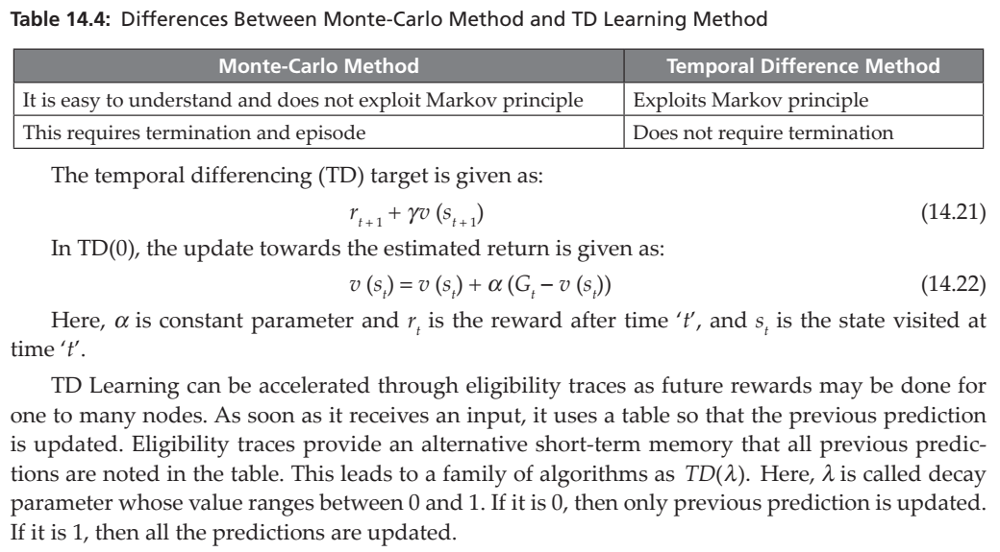 Table 14.4: Differences Between Monte-Carlo Method and TD Learning Method
Monte-Carlo Method Temporal Difference Method
It is easy to understand and does not exploit Markov principle Exploits Markov principle
This requires termination and episode Does not require termination
The temporal differencing (TD) target is given as:
r_{t+1} + γv (s_{t+1}) (14.21)
In TD(0), the update towards the estimated return is given as:
v (s_t) = v (s_t) + α (G_t – v (s_t)) (14.22)
Here, α is constant parameter and r_t is the reward after time ‘t’, and s_t is the state visited at
time ‘t’.
TD Learning can be accelerated through eligibility traces as future rewards may be done for
one to many nodes. As soon as it receives an input, it uses a table so that the previous prediction
is updated. Eligibility traces provide an alternative short-term memory that all previous predic-
tions are noted in the table. This leads to a family of algorithms as TD(λ). Here, λ is called decay
parameter whose value ranges between 0 and 1. If it is 0, then only previous prediction is updated.
If it is 1, then all the predictions are updated.